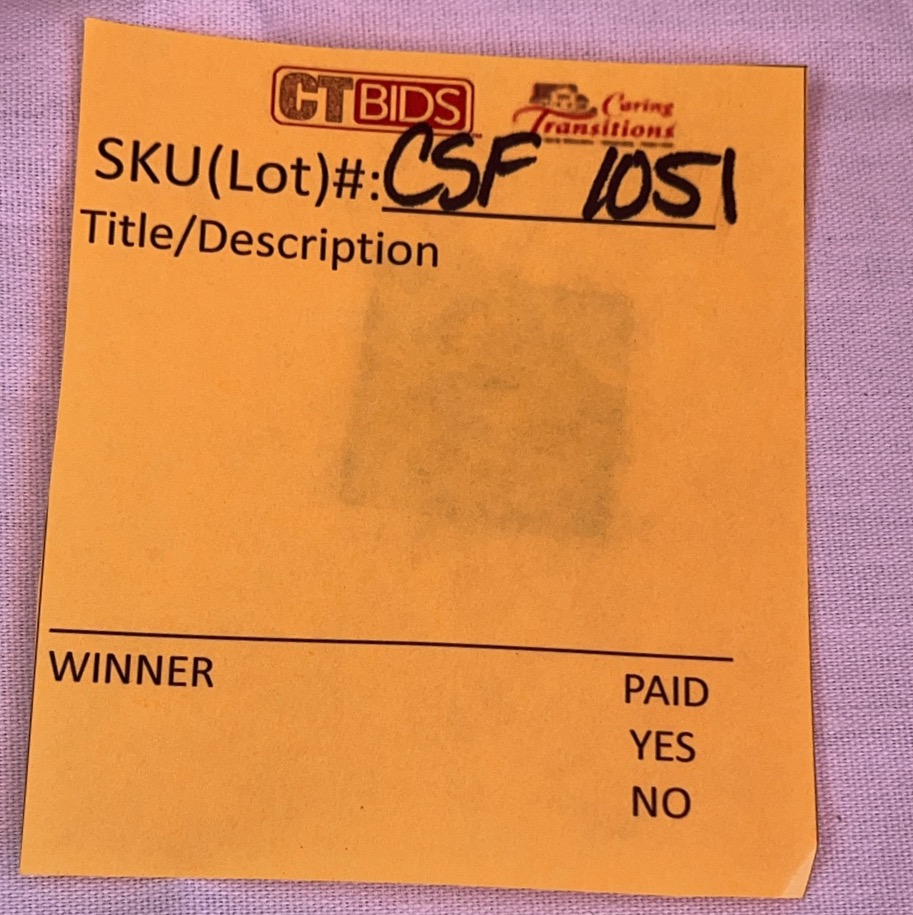 CTBIDS
Caring
Transitions
SKU(Lot)#: CSF 1051
Title/Description
WINNER
PAID
YES
NO